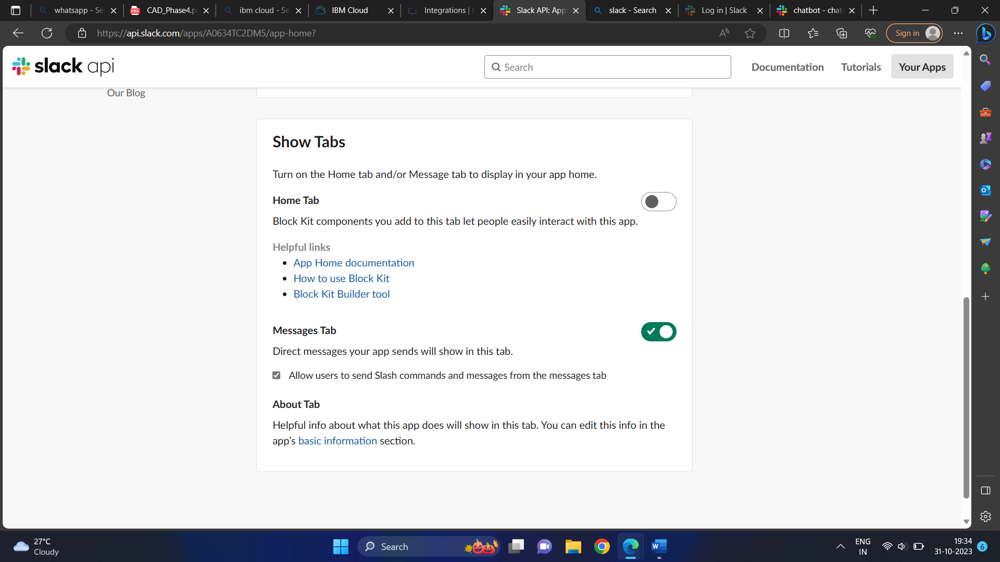 whatsapp - Se
CAD_Phase4.p
ibm cloud - Se
IBM Cloud
Integrations |
Slack API: App
slack - Search
Log in | Slack
chatbot - chat
https://api.slack.com/apps/A0634TC2DM5/app-home?
Sign in
slack api
Search
Documentation
Tutorials
Your Apps
Our Blog
Show Tabs
Turn on the Home tab and/or Message tab to display in your app home.
Home Tab
Block Kit components you add to this tab let people easily interact with this app.
Helpful links
App Home documentation
How to use Block Kit
Block Kit Builder tool
Messages Tab
Direct messages your app sends will show in this tab.
Allow users to send Slash commands and messages from the messages tab
About Tab
Helpful info about what this app does will show in this tab. You can edit this info in the
app’s basic information section.
27°C
Cloudy
Search
ENG
IN
19:34
31-10-2023
6